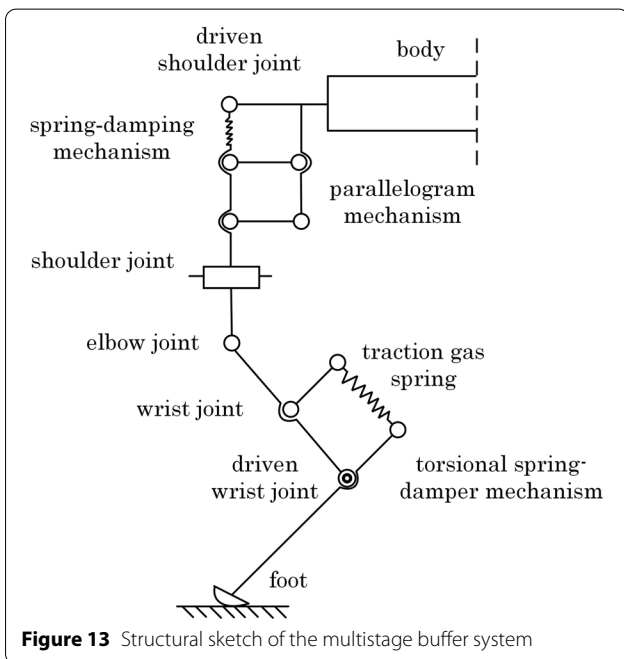 driven
shoulder joint
body
spring-damping
mechanism
parallelogram
mechanism
shoulder joint
elbow joint
traction gas
spring
wrist joint
driven
wrist joint
torsional spring-
damper mechanism
foot
Figure 13 Structural sketch of the multistage buffer system